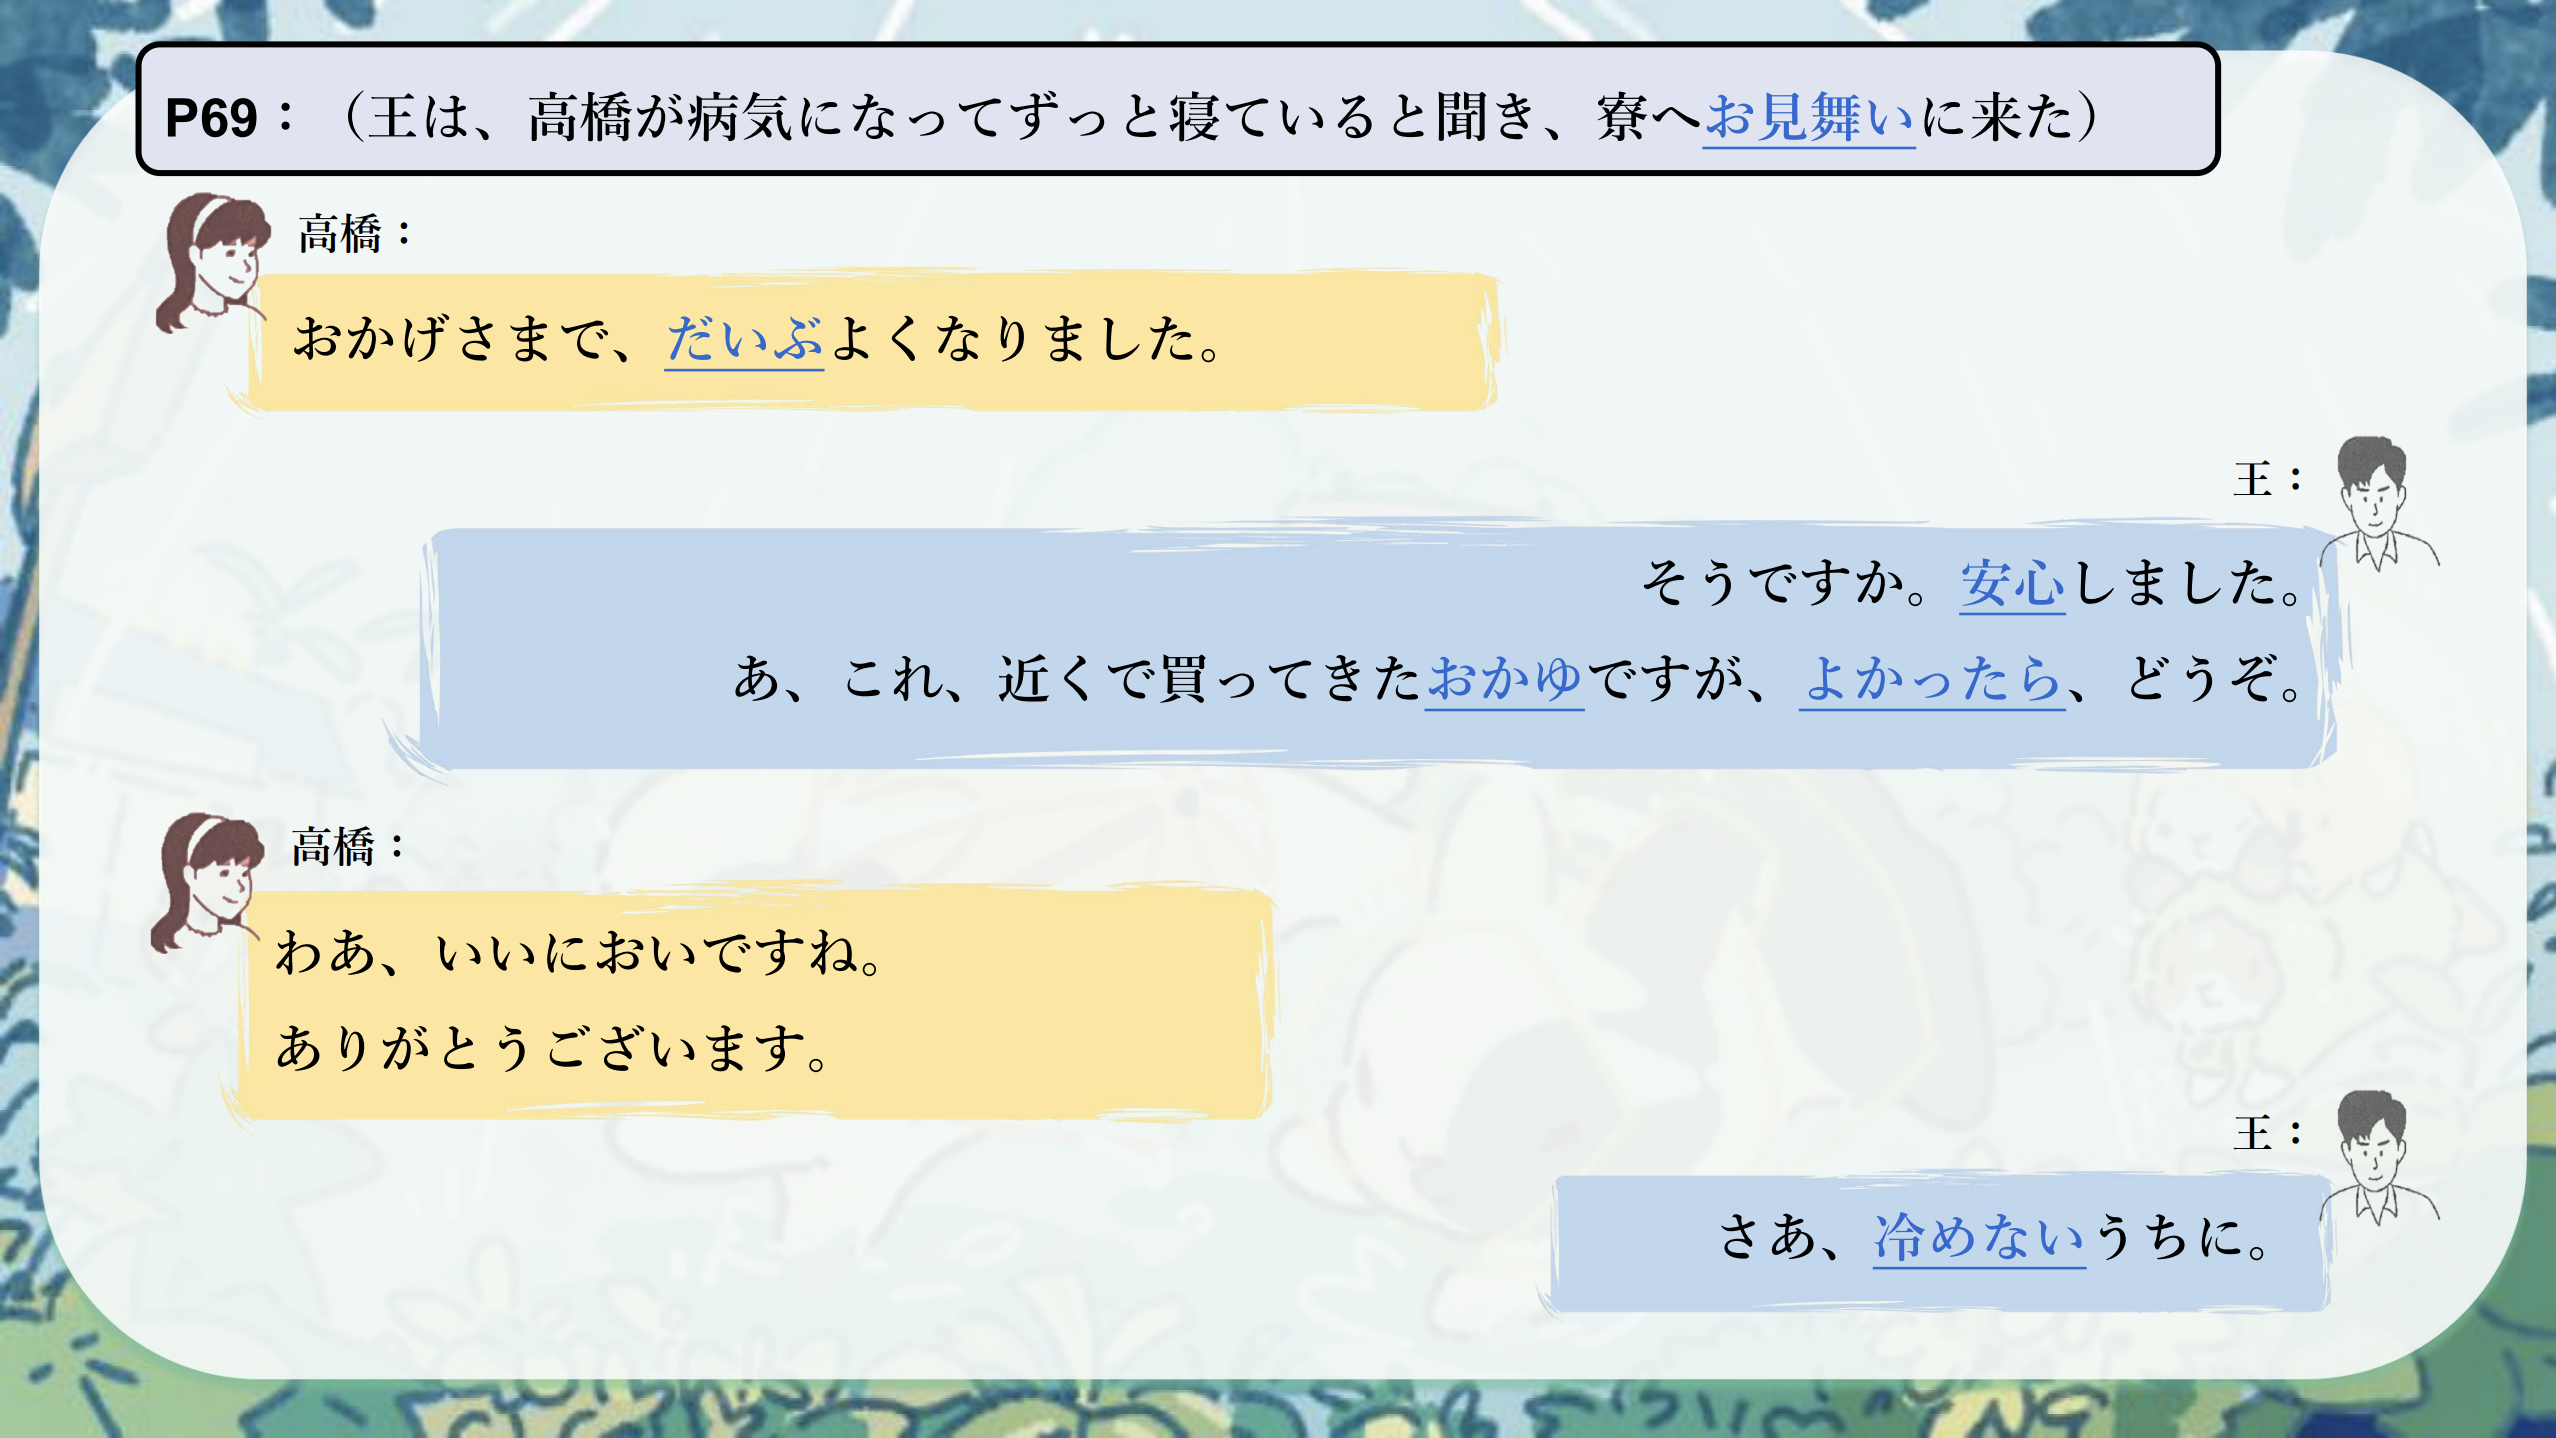 P69：（王は、高橋が病気になってずっと寝ていると聞き、寮へお見舞いに来た）
高橋：
おかげさまで、だいぶよくなりました。
王：
そうですか。安心しました。
あ、これ、近くで買ってきたおかゆですが、よかったら、どうぞ。
高橋：
わあ、いいにおいですね。
ありがとうございます。
王：
さあ、冷めないうちに。